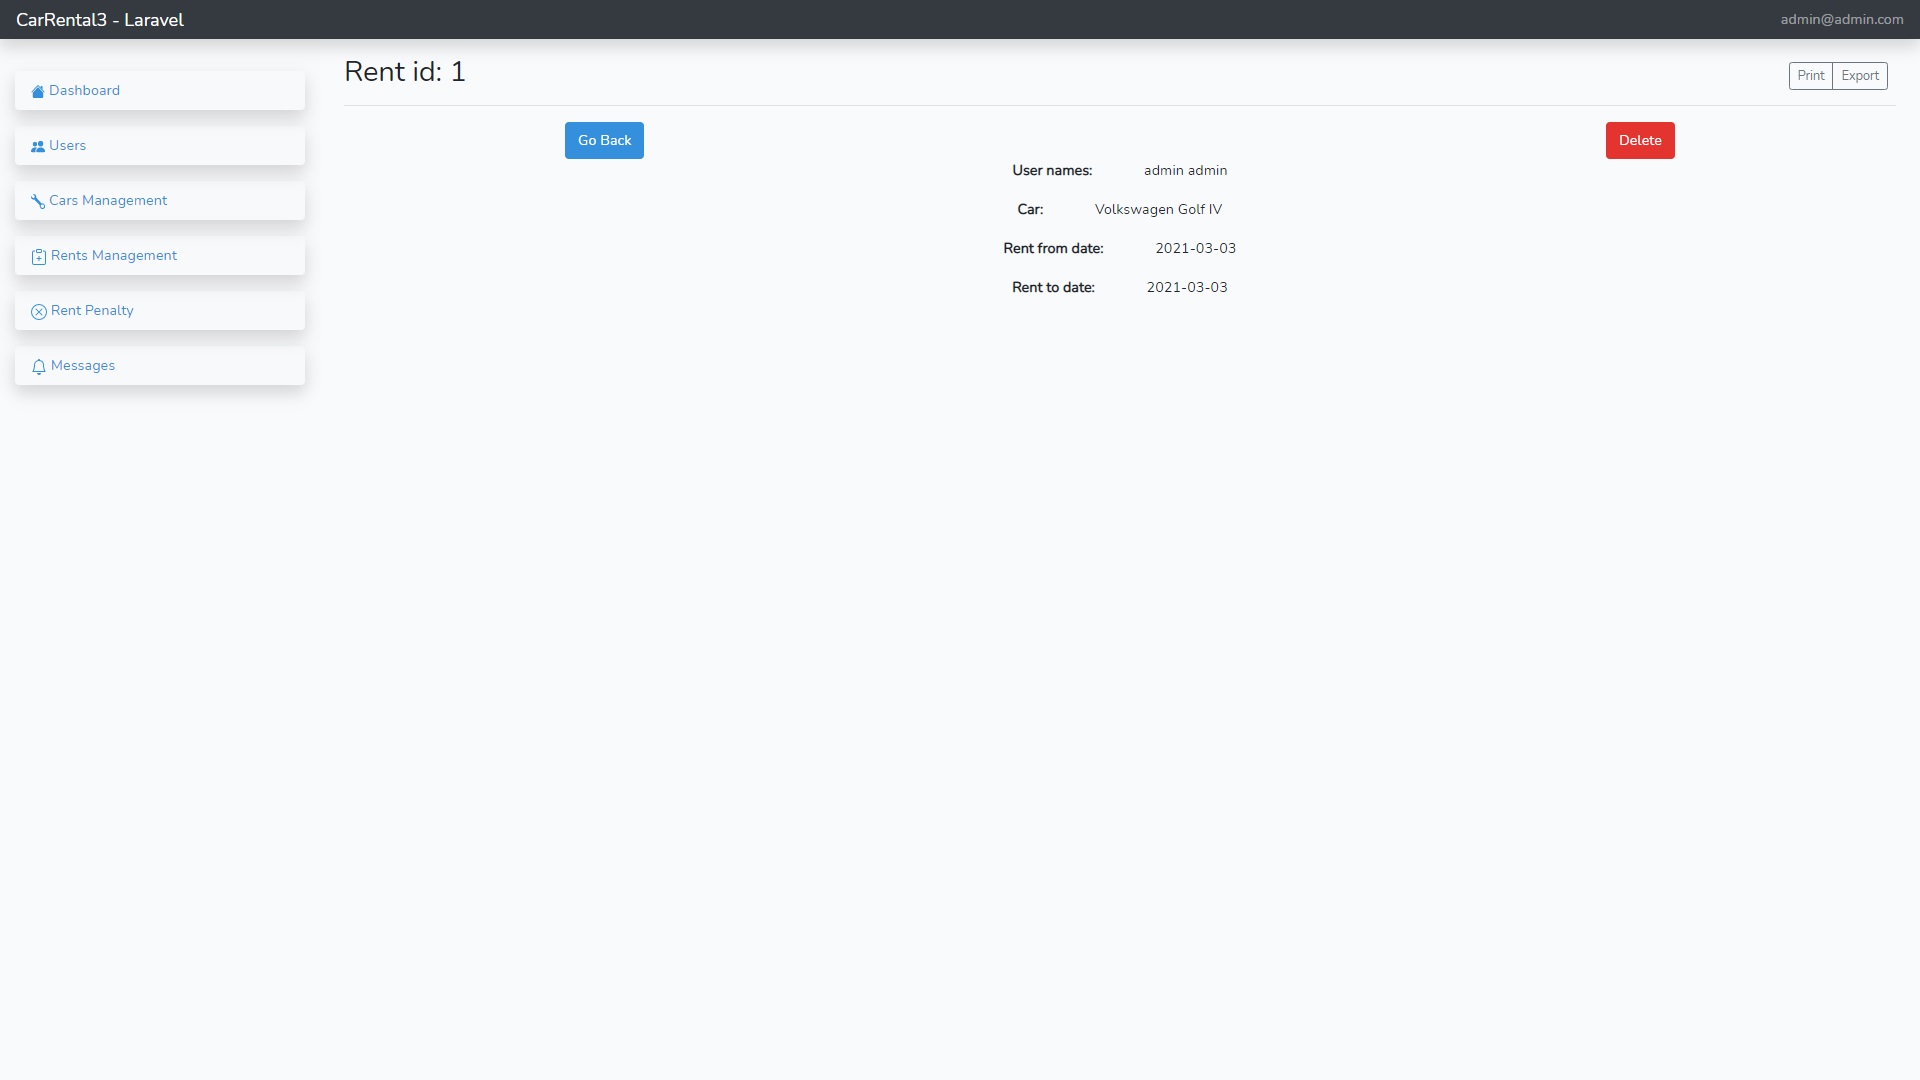 CarRental3 - Laravel
admin@admin.com
Dashboard
Users
Cars Management
Rents Management
Rent Penalty
Messages
Rent id: 1
Print Export
Go Back
Delete
User names: admin admin
Car: Volkswagen Golf IV
Rent from date: 2021-03-03
Rent to date: 2021-03-03